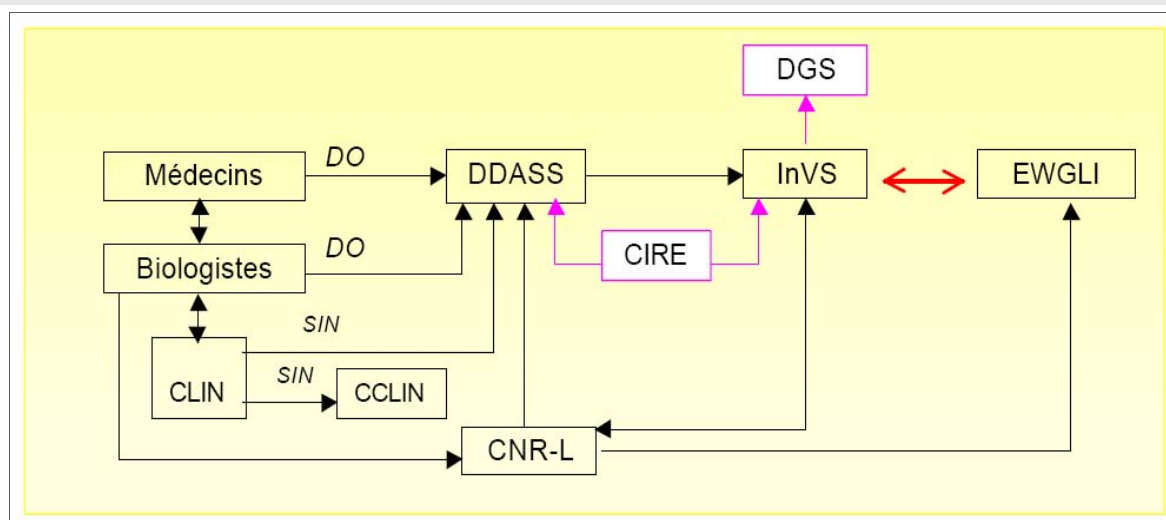 DGS
Médecins
DO
DDASS
InVS
EWGLI
Biologistes
DO
CIRE
SIN
CLIN
SIN
CCLIN
CNR-L